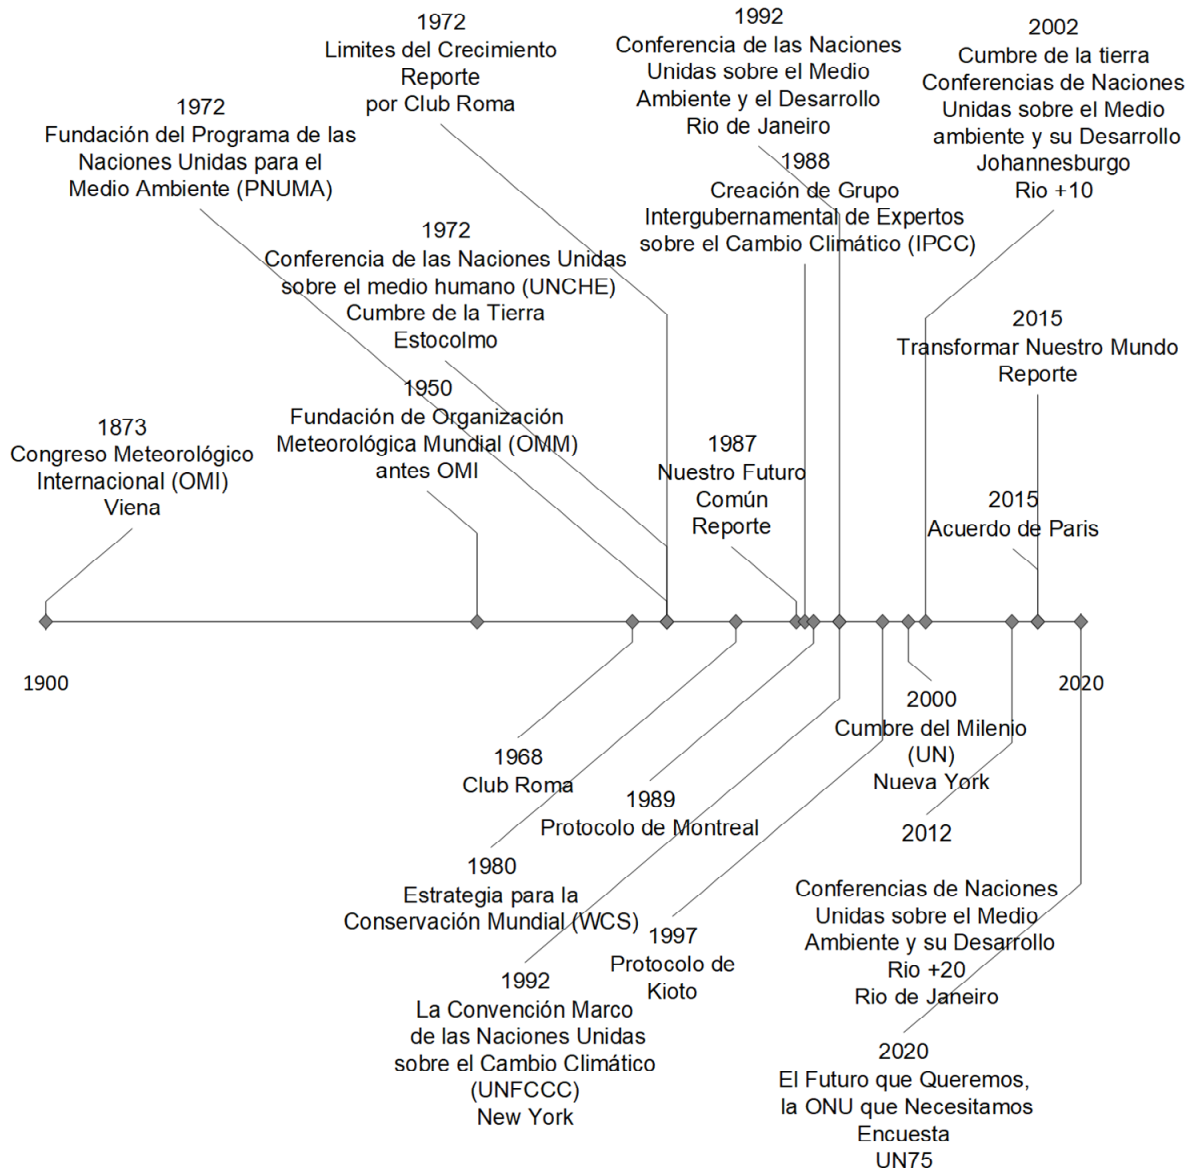 1972
Limites del Crecimiento
Reporte
por Club Roma
1992
Conferencia de las Naciones
Unidas sobre el Medio
Ambiente y el Desarrollo
Rio de Janeiro
2002
Cumbre de la tierra
Conferencias de Naciones
Unidas sobre el Medio
ambiente y su Desarrollo
Johannesburgo
Rio +10
1972
Fundación del Programa de las
Naciones Unidas para el
Medio Ambiente (PNUMA)
1988
Creación de Grupo
Intergubernamental de Expertos
sobre el Cambio Climático (IPCC)
1972
Conferencia de las Naciones Unidas
sobre el medio humano (UNCHE)
Cumbre de la Tierra
Estocolmo
2015
Transformar Nuestro Mundo
Reporte
1950
Fundación de Organización
Meteorológica Mundial (OMM)
antes OMI
1873
Congreso Meteorológico
Internacional (OMI)
Viena
1987
Nuestro Futuro
Común
Reporte
2015
Acuerdo de Paris
1900
2020
2000
Cumbre del Milenio
(UN)
Nueva York
1968
Club Roma
1989
Protocolo de Montreal
2012
Conferencias de Naciones
Unidas sobre el Medio
Ambiente y su Desarrollo
Rio +20
Rio de Janeiro
1980
Estrategia para la
Conservación Mundial (WCS)
1997
Protocolo de
Kioto
1992
La Convención Marco
de las Naciones Unidas
sobre el Cambio Climático
(UNFCCC)
New York
2020
El Futuro que Queremos,
la ONU que Necesitamos
Encuesta
UN75